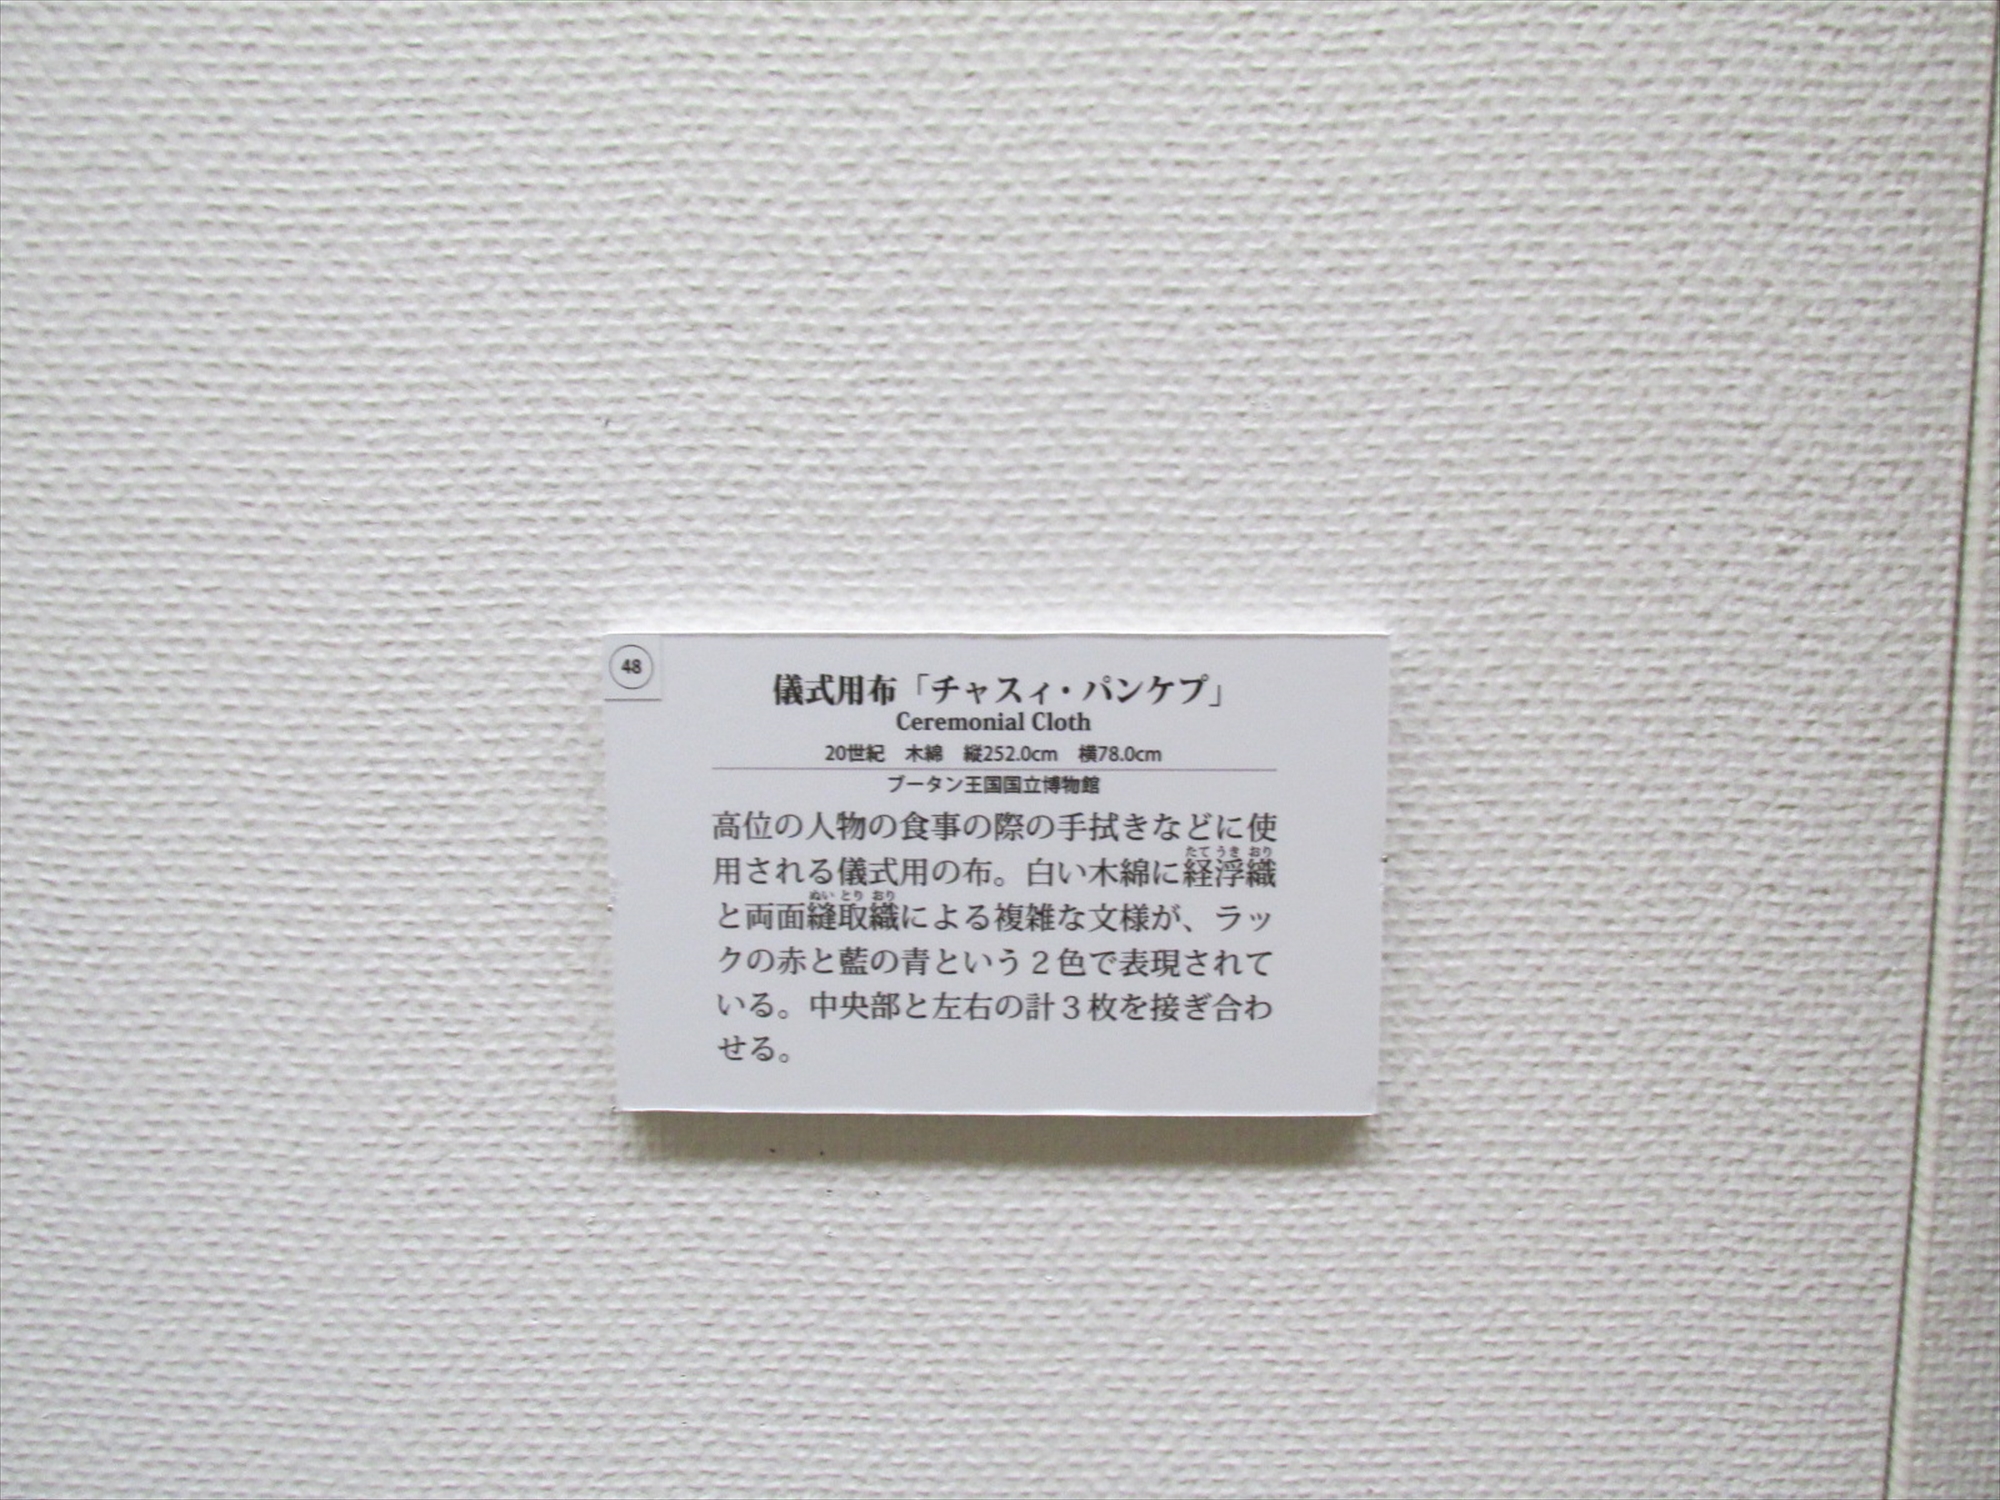 48
儀式用布「チャスィ・パンケプ」
Ceremonial Cloth
20世紀　木綿　縦252.0cm　横78.0cm
ブータン王国国立博物館
高位の人物の食事の際の手拭きなどに使
たて うき おり
用される儀式用の布。白い木綿に経浮織
ぬい とり おり
と両面縫取織による複雑な文様が、ラッ
クの赤と藍の青という２色で表現されて
いる。中央部と左右の計３枚を接ぎ合わ
せる。